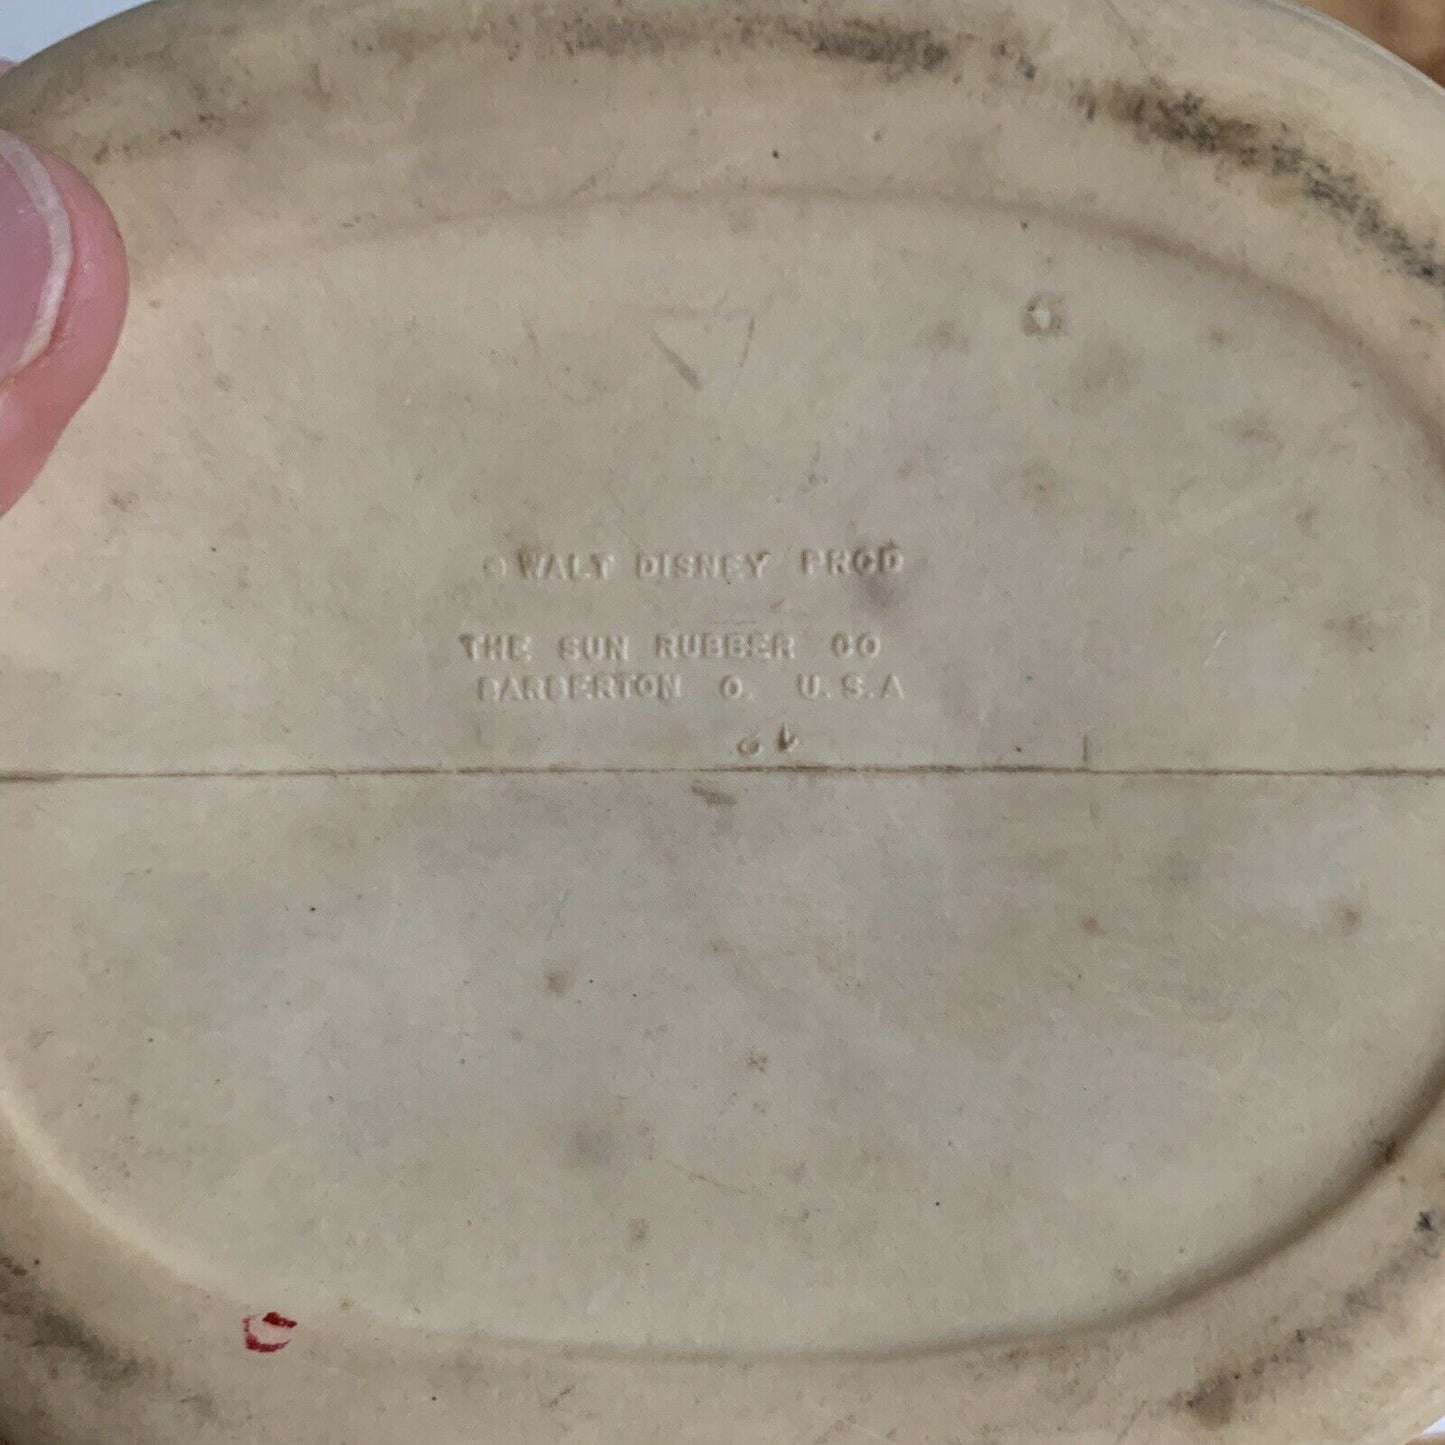 © WALT DISNEY PROD
THE SUN RUBBER CO
BARBERTON O. U.S.A